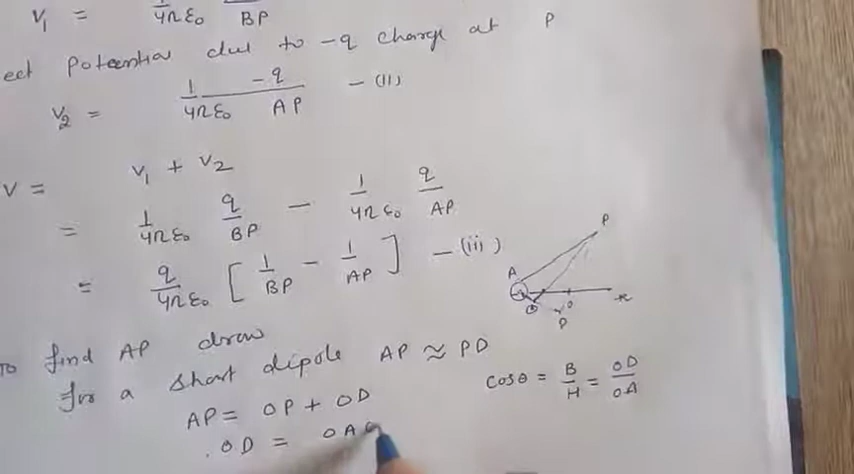 V₁ = 1/4πε₀ BP
ect Potential due to -q charge at P
V₂ = 1/4πε₀ -q/AP - (ii)
V = V₁ + V₂
= 1/4πε₀ q/BP - 1/4πε₀ q/AP
= q/4πε₀ [1/BP - 1/AP] - (iii)
P
A
O
D
To find AP draw
for a short dipole AP ≈ PD
Cosθ = B/H = OD/OA
AP = OP + OD
OD = OA